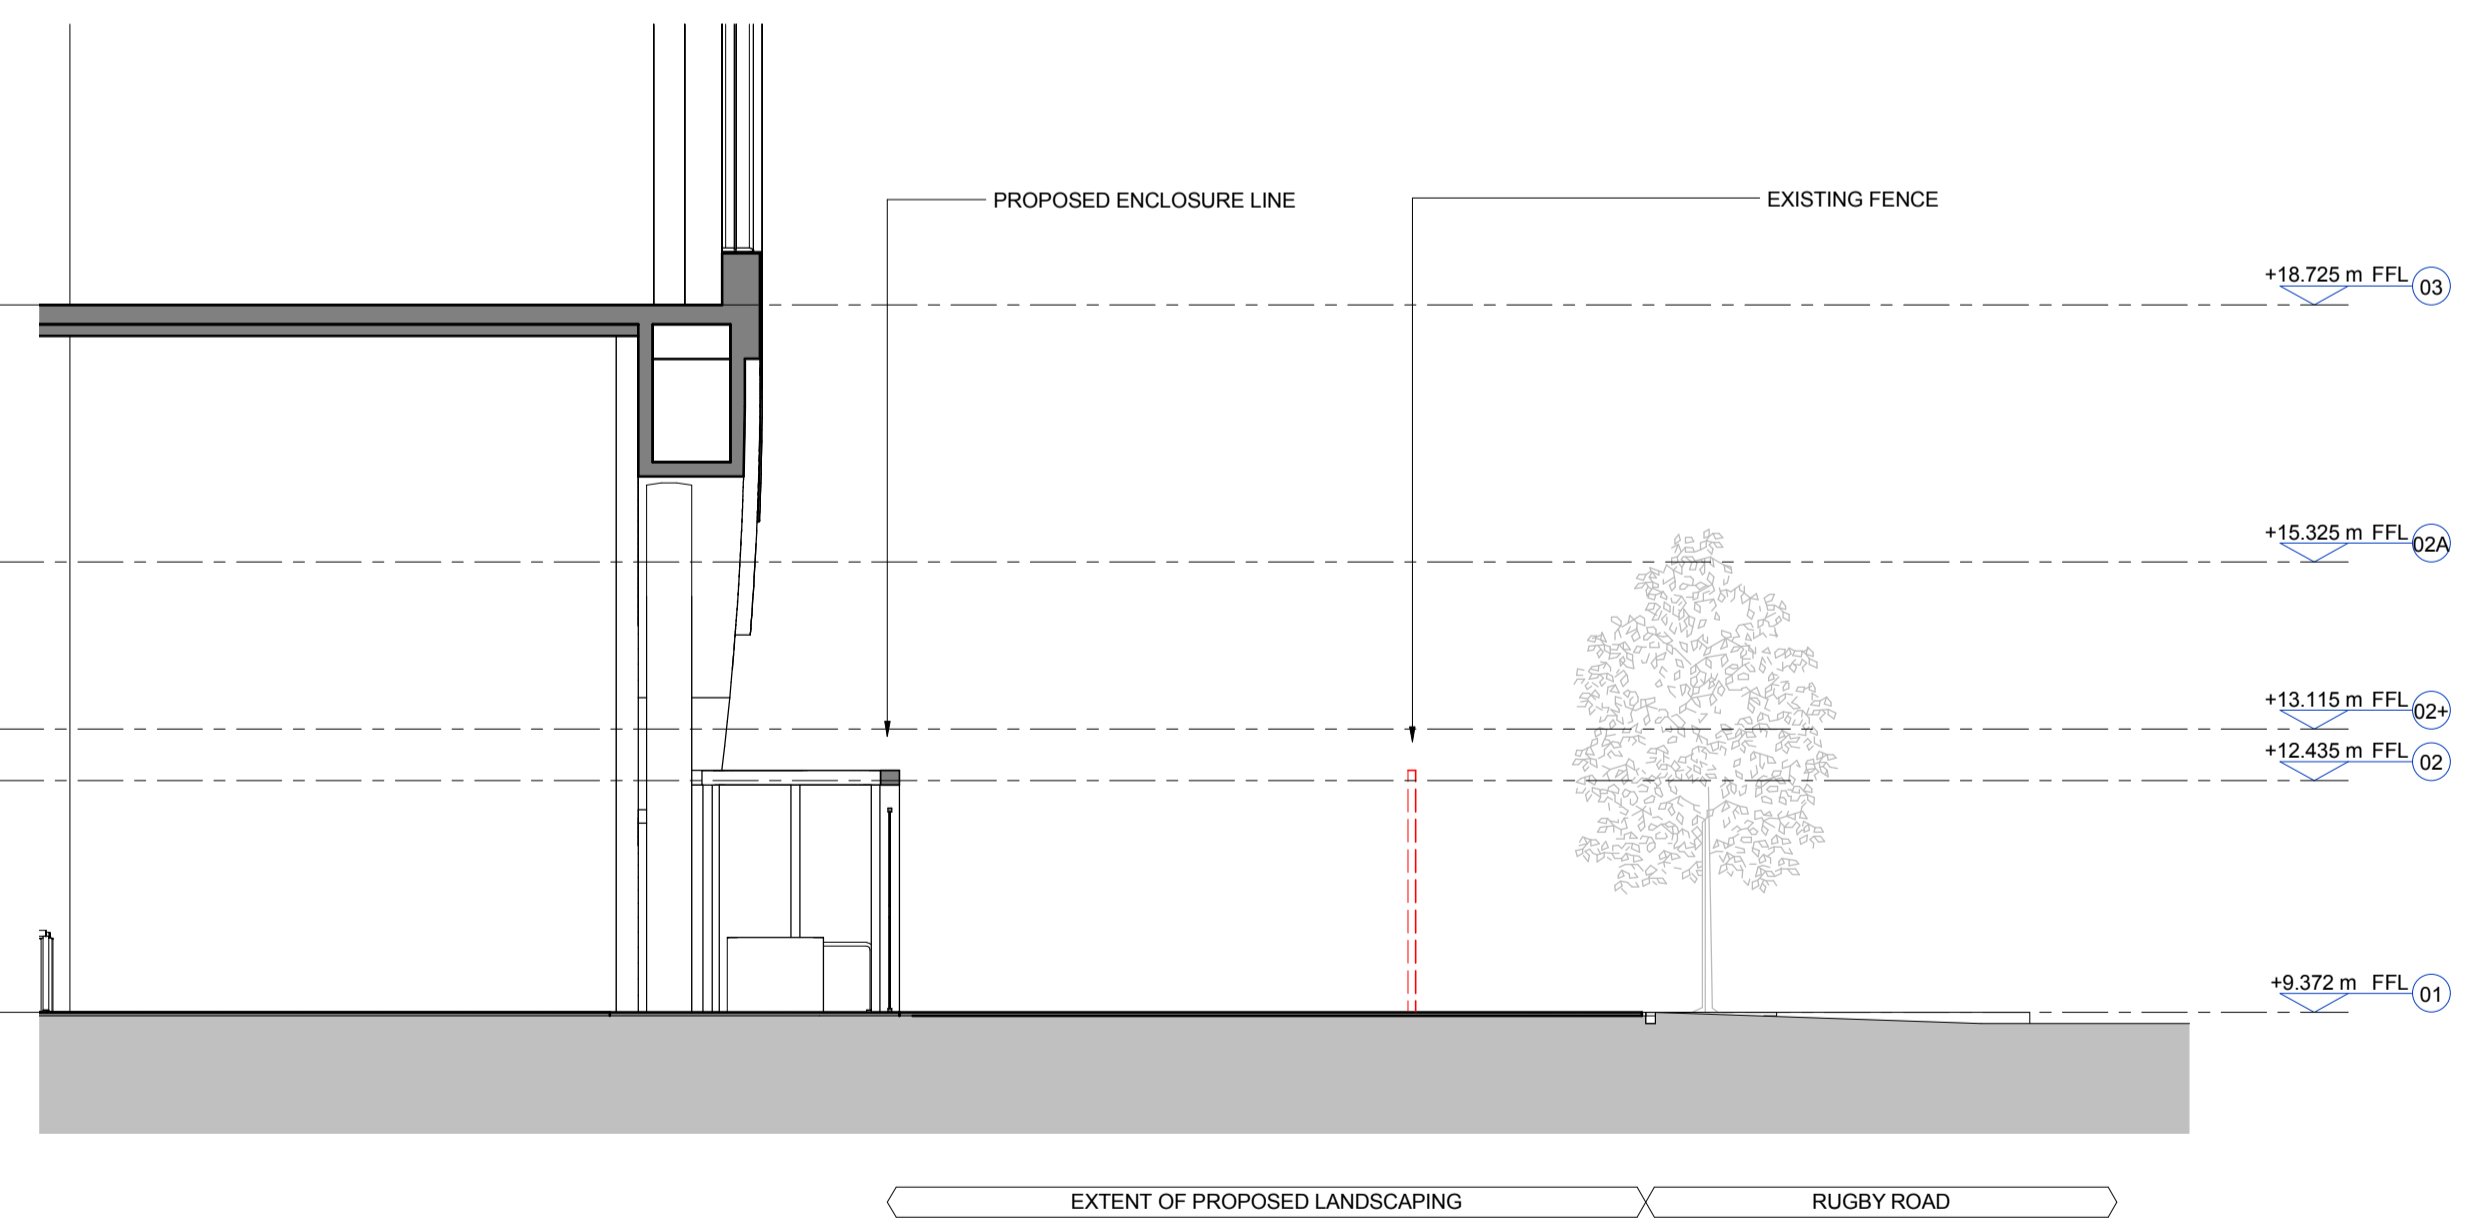 PROPOSED ENCLOSURE LINE
EXISTING FENCE
+18.725 m FFL 03
+15.325 m FFL 02A
+13.115 m FFL 02+
+12.435 m FFL 02
+9.372 m FFL 01
EXTENT OF PROPOSED LANDSCAPING
RUGBY ROAD